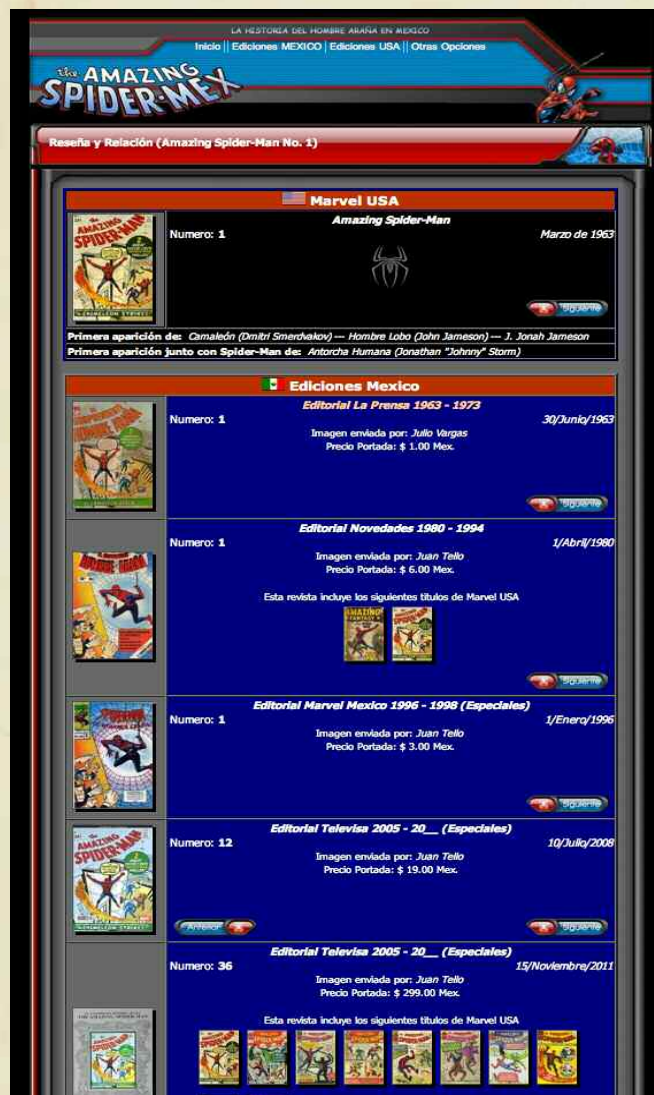 LA HISTORIA DEL HOMBRE ARAÑA EN MEXICO
Inicio || Ediciones MEXICO | Ediciones USA || Otras Opciones
the AMAZING
SPIDER-MEX
Reseña y Relación (Amazing Spider-Man No. 1)
Marvel USA
Amazing Spider-Man
Numero: 1
Marzo de 1963
the AMAZING
SPIDER-MAN
Siguiente
Primera aparición de: Camaleón (Dmitri Smerdvakov) --- Hombre Lobo (John Jameson) --- J. Jonah Jameson
Primera aparición junto con Spider-Man de: Antorcha Humana (Jonathan "Johnny" Storm)
Ediciones Mexico
Editorial La Prensa 1963 - 1973
Numero: 1
30/Junio/1963
Imagen enviada por: Julio Vargas
Precio Portada: $ 1.00 Mex.
Siguiente
Editorial Novedades 1980 - 1994
Numero: 1
1/Abril/1980
Imagen enviada por: Juan Tello
Precio Portada: $ 6.00 Mex.
Esta revista incluye los siguientes titulos de Marvel USA
Siguiente
Editorial Marvel Mexico 1996 - 1998 (Especiales)
Numero: 1
1/Enero/1996
Imagen enviada por: Juan Tello
Precio Portada: $ 3.00 Mex.
Siguiente
Editorial Televisa 2005 - 20__ (Especiales)
Numero: 12
10/Julio/2008
Imagen enviada por: Juan Tello
Precio Portada: $ 19.00 Mex.
AMAZING
SPIDER-MAN
Anterior
Siguiente
Editorial Televisa 2005 - 20__ (Especiales)
Numero: 36
15/Noviembre/2011
Imagen enviada por: Juan Tello
Precio Portada: $ 299.00 Mex.
Esta revista incluye los siguientes titulos de Marvel USA